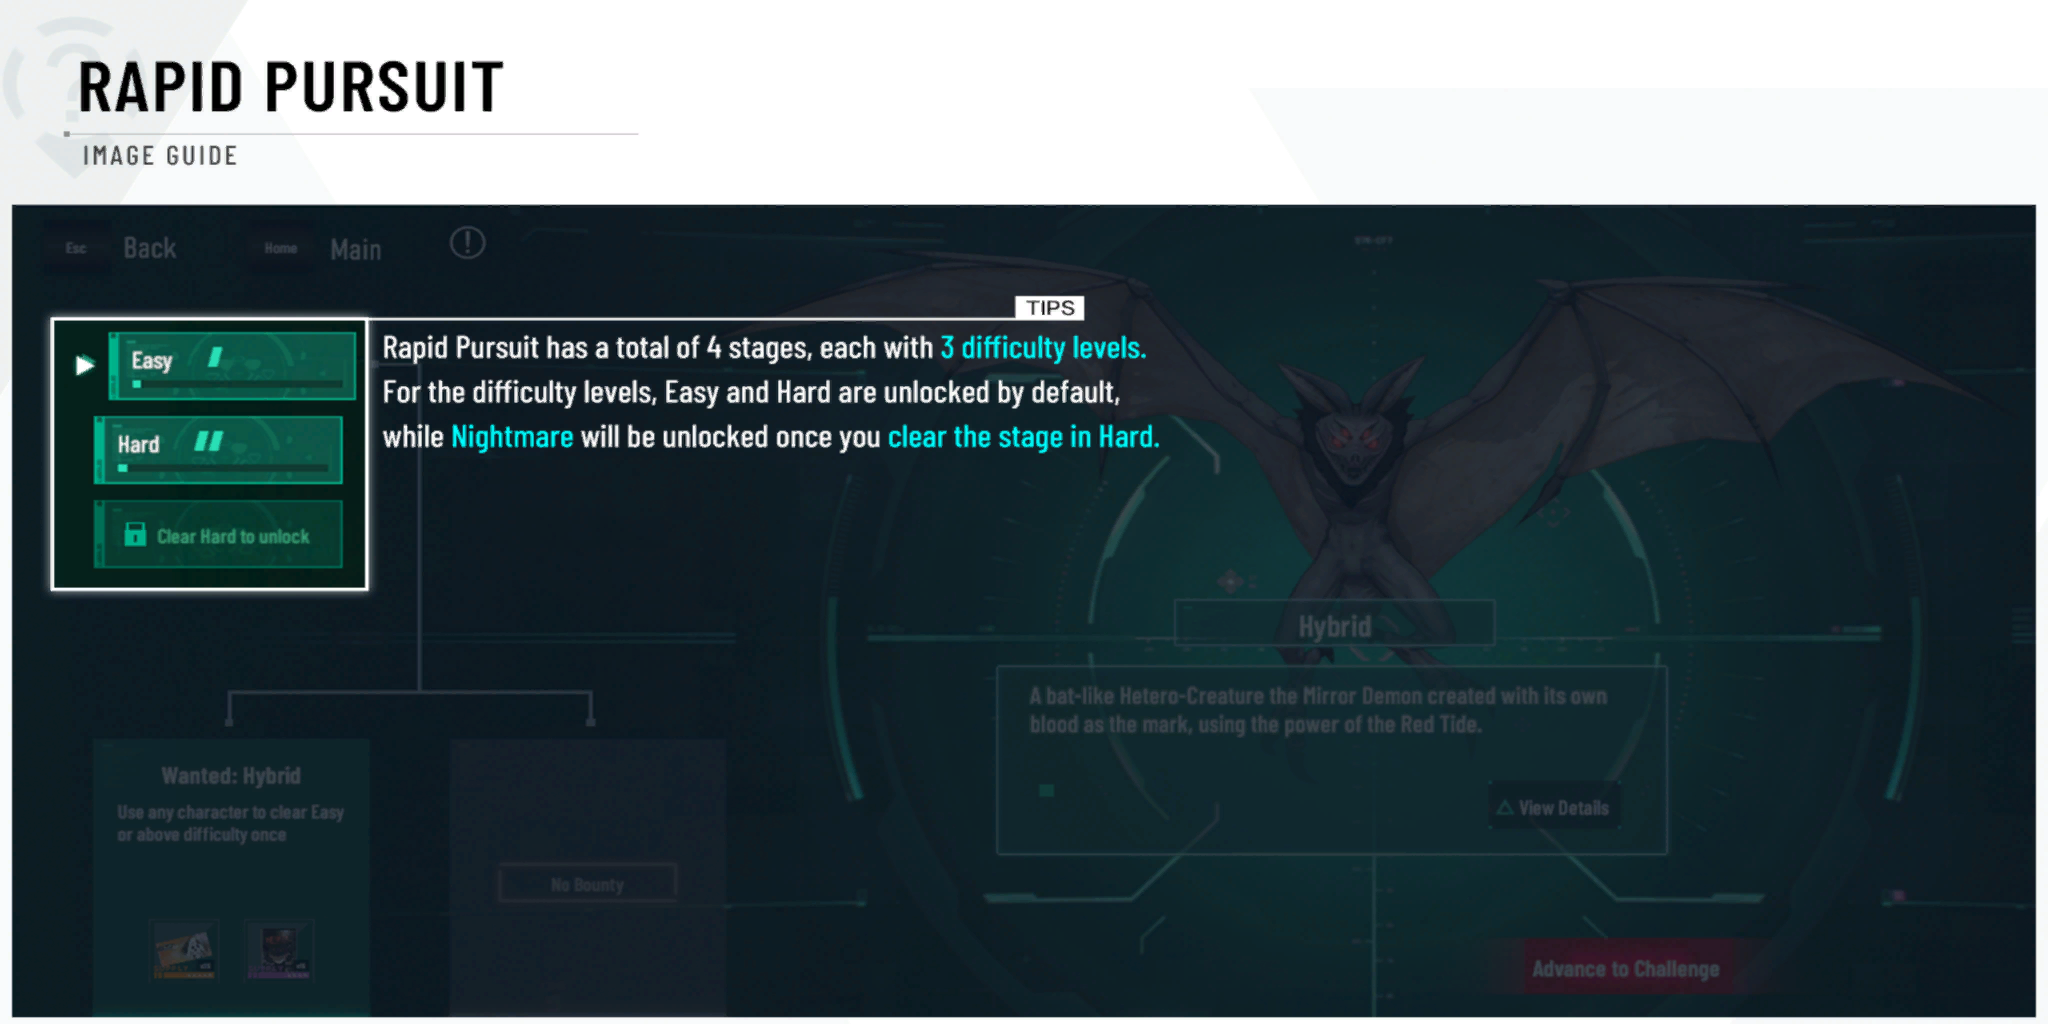 RAPID PURSUIT
IMAGE GUIDE
Esc Back Home Main
TIPS
Easy
Hard
Clear Hard to unlock
Rapid Pursuit has a total of 4 stages, each with 3 difficulty levels.
For the difficulty levels, Easy and Hard are unlocked by default,
while Nightmare will be unlocked once you clear the stage in Hard.
Hybrid
A bat-like Hetero-Creature the Mirror Demon created with its own
blood as the mark, using the power of the Red Tide.
View Details
Wanted: Hybrid
Use any character to clear Easy
or above difficulty once
No Bounty
Advance to Challenge